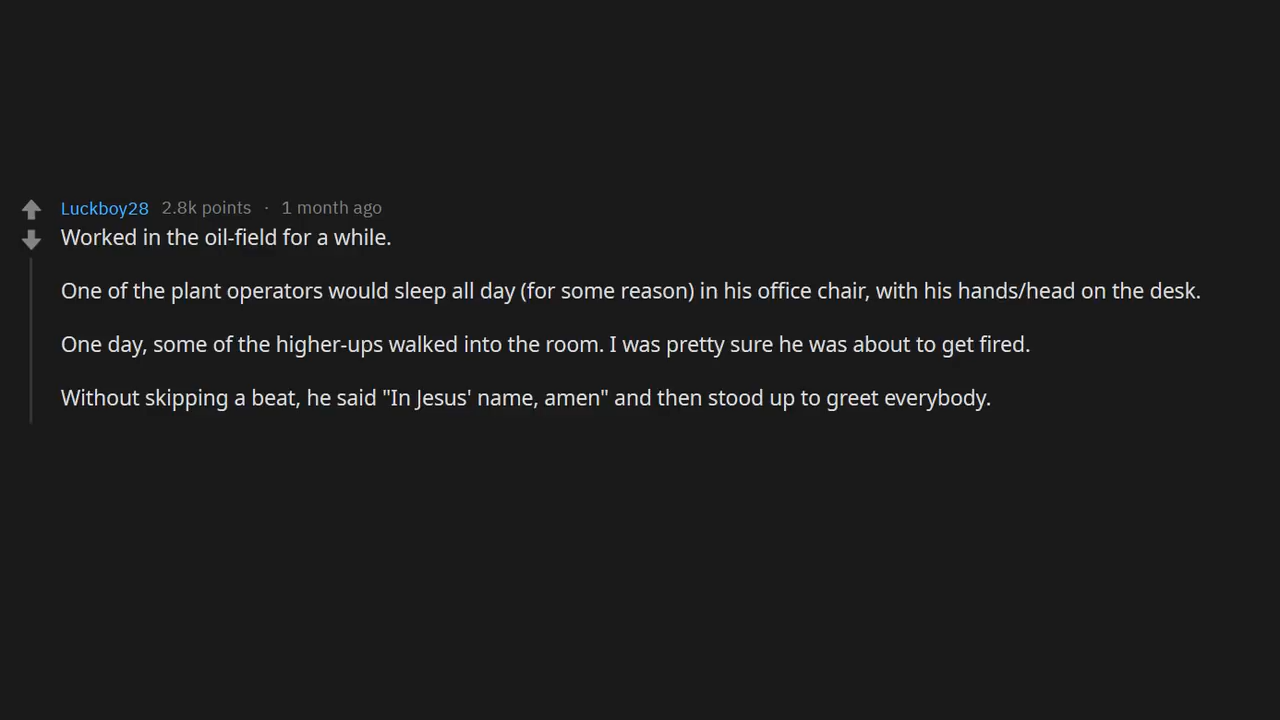 Luckboy28 2.8k points · 1 month ago
Worked in the oil-field for a while.
One of the plant operators would sleep all day (for some reason) in his office chair, with his hands/head on the desk.
One day, some of the higher-ups walked into the room. I was pretty sure he was about to get fired.
Without skipping a beat, he said "In Jesus' name, amen" and then stood up to greet everybody.